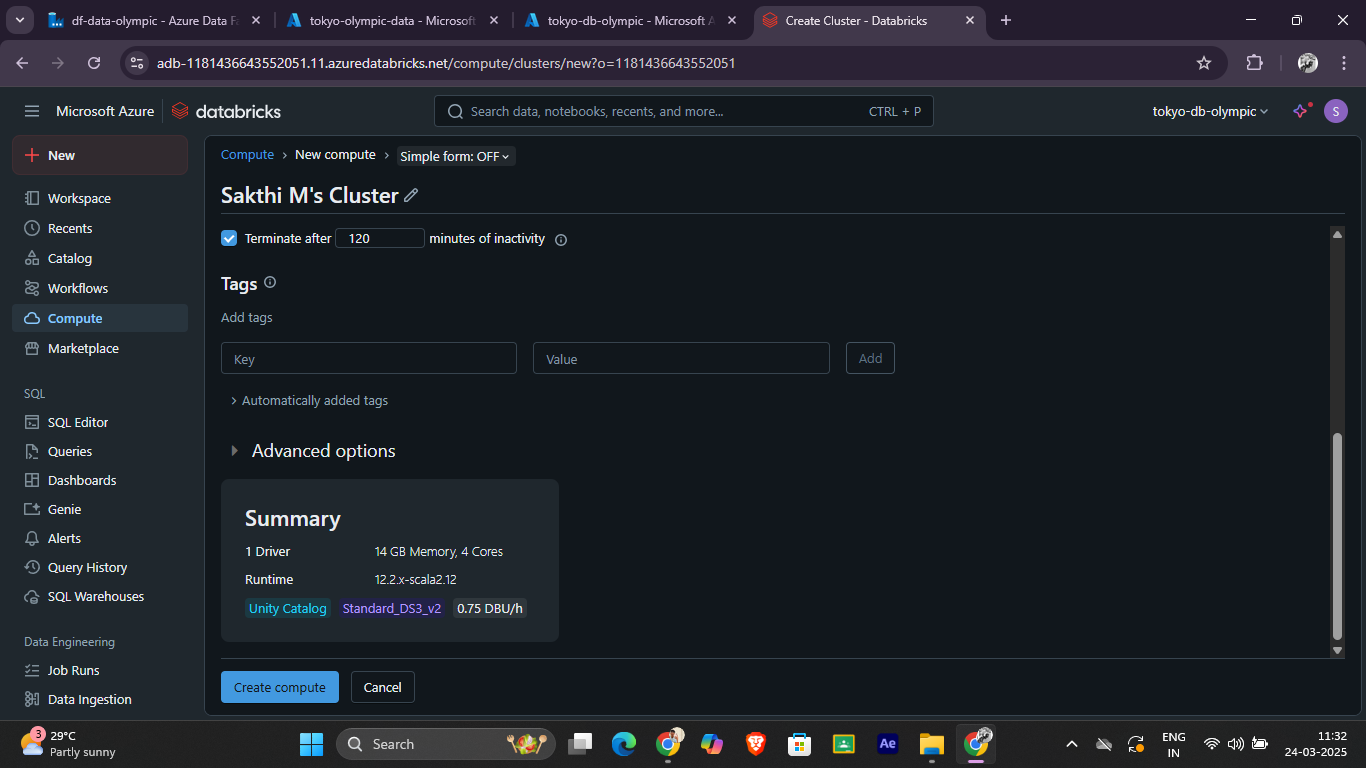 df-data-olympic - Azure Data Fa
tokyo-olympic-data - Microsoft
tokyo-db-olympic - Microsoft A
Create Cluster - Databricks
adb-1181436643552051.11.azuredatabricks.net/compute/clusters/new?o=1181436643552051
Microsoft Azure
databricks
Search data, notebooks, recents, and more...
CTRL + P
tokyo-db-olympic
S
New
Workspace
Recents
Catalog
Workflows
Compute
Marketplace
SQL
SQL Editor
Queries
Dashboards
Genie
Alerts
Query History
SQL Warehouses
Data Engineering
Job Runs
Data Ingestion
Compute › New compute › Simple form: OFF
Sakthi M's Cluster
Terminate after 120 minutes of inactivity
Tags
Add tags
Key
Value
Add
Automatically added tags
Advanced options
Summary
1 Driver 14 GB Memory, 4 Cores
Runtime 12.2.x-scala2.12
Unity Catalog Standard_DS3_v2 0.75 DBU/h
Create compute
Cancel
3
29°C
Partly sunny
Search
Ae
ENG
IN
11:32
24-03-2025